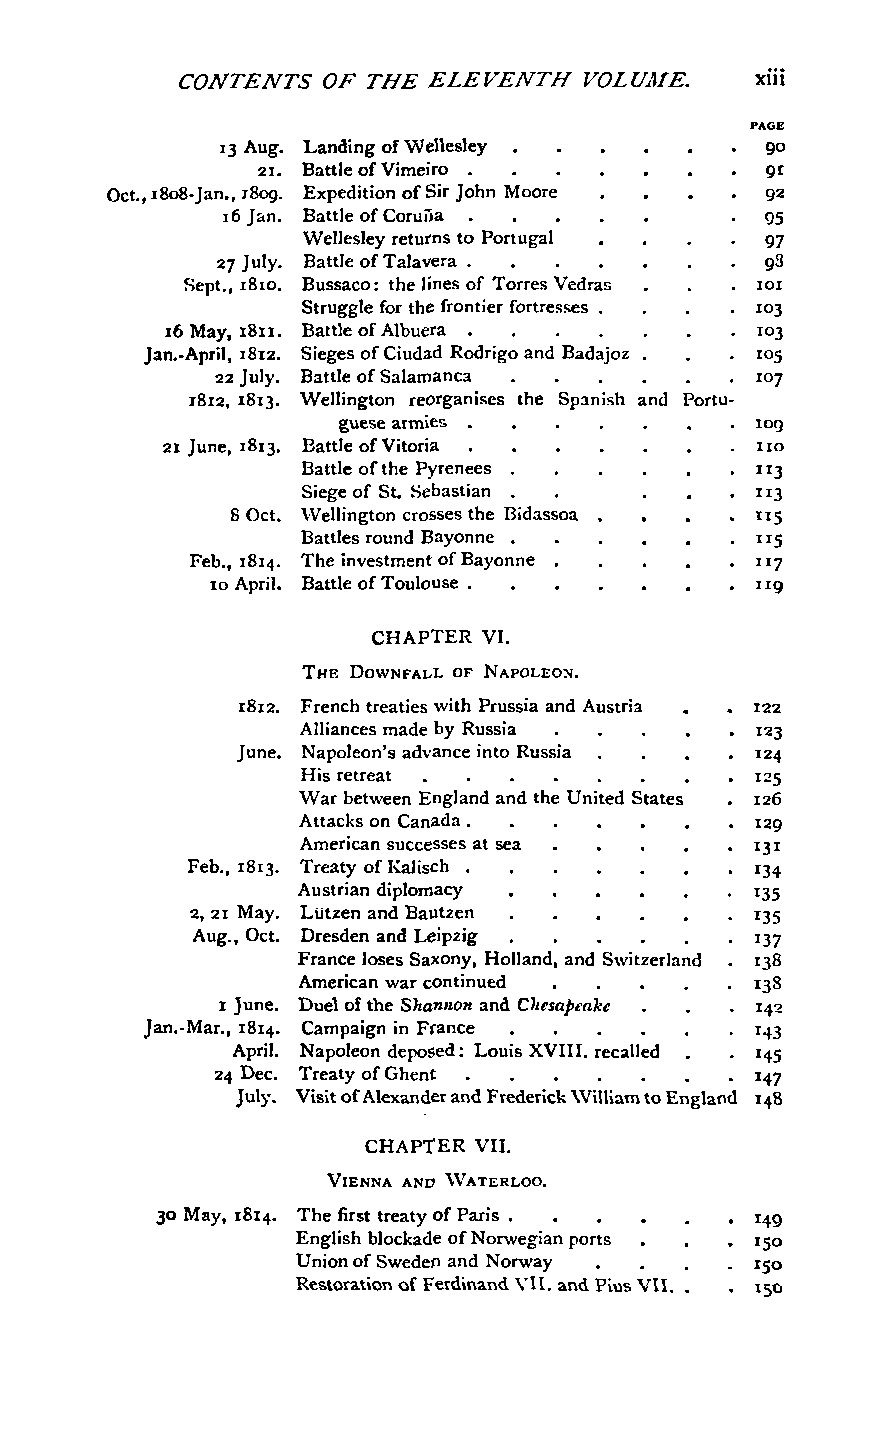 CONTENTS OF THE ELEVENTH VOLUME. xiii
PAGE
13 Aug. Landing of Wellesley . . . . . . 90
21. Battle of Vimeiro . . . . . . . 91
Oct., 1808-Jan., 1809. Expedition of Sir John Moore . . . . 92
16 Jan. Battle of Coruña . . . . . . 95
Wellesley returns to Portugal . . . . 97
27 July. Battle of Talavera . . . . . . . 98
Sept., 1810. Bussaco: the lines of Torres Vedras . . . 101
Struggle for the frontier fortresses . . . . 103
16 May, 1811. Battle of Albuera . . . . . . . 103
Jan.-April, 1812. Sieges of Ciudad Rodrigo and Badajoz . . . 105
22 July. Battle of Salamanca . . . . . . 107
1812, 1813. Wellington reorganises the Spanish and Portu-
guese armies . . . . . . . 109
21 June, 1813. Battle of Vitoria . . . . . . . 110
Battle of the Pyrenees . . . . . . 113
Siege of St. Sebastian . . . . . 113
8 Oct. Wellington crosses the Bidassoa . . . . 115
Battles round Bayonne . . . . . . 115
Feb., 1814. The investment of Bayonne . . . . . 117
10 April. Battle of Toulouse . . . . . . . 119
CHAPTER VI.
THE DOWNFALL OF NAPOLEON.
1812. French treaties with Prussia and Austria . . 122
Alliances made by Russia . . . . . 123
June. Napoleon's advance into Russia . . . . 124
His retreat . . . . . . . . 125
War between England and the United States . 126
Attacks on Canada . . . . . . . 129
American successes at sea . . . . . 131
Feb., 1813. Treaty of Kalisch . . . . . . . 134
Austrian diplomacy . . . . . . 135
2, 21 May. Lützen and Bautzen . . . . . . 135
Aug., Oct. Dresden and Leipzig . . . . . . 137
France loses Saxony, Holland, and Switzerland . 138
American war continued . . . . . 138
1 June. Duel of the Shannon and Chesapeake . . . 142
Jan.-Mar., 1814. Campaign in France . . . . . . 143
April. Napoleon deposed: Louis XVIII. recalled . . 145
24 Dec. Treaty of Ghent . . . . . . . 147
July. Visit of Alexander and Frederick William to England 148
CHAPTER VII.
VIENNA AND WATERLOO.
30 May, 1814. The first treaty of Paris . . . . . . 149
English blockade of Norwegian ports . . . 150
Union of Sweden and Norway . . . . 150
Restoration of Ferdinand VII. and Pius VII. . . 150